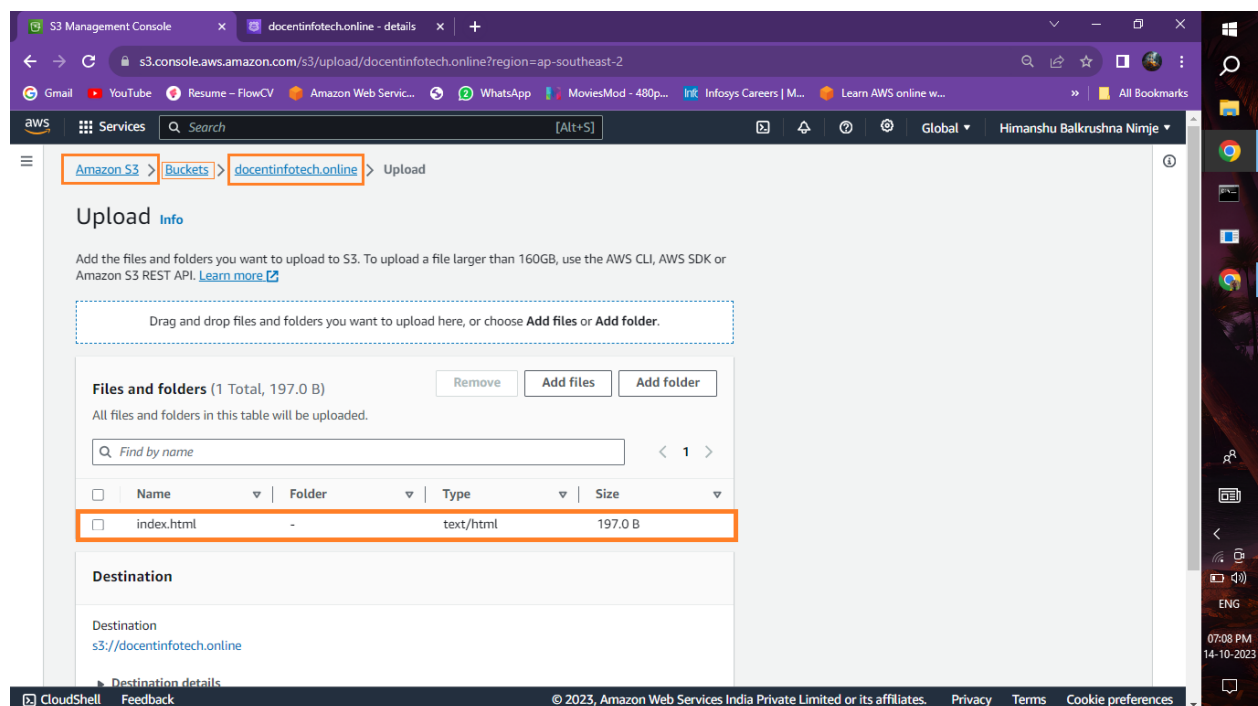 S3 Management Console
docentinfotech.online - details
s3.console.aws.amazon.com/s3/upload/docentinfotech.online?region=ap-southeast-2
Gmail YouTube Resume – FlowCV Amazon Web Servic... WhatsApp MoviesMod - 480p... Infosys Careers | M... Learn AWS online w... » All Bookmarks
aws Services Search [Alt+S] Global Himanshu Balkrushna Nimje
Amazon S3 > Buckets > docentinfotech.online > Upload
Upload Info
Add the files and folders you want to upload to S3. To upload a file larger than 160GB, use the AWS CLI, AWS SDK or
Amazon S3 REST API. Learn more
Drag and drop files and folders you want to upload here, or choose Add files or Add folder.
Files and folders (1 Total, 197.0 B) Remove Add files Add folder
All files and folders in this table will be uploaded.
Find by name < 1 >
Name Folder Type Size
index.html - text/html 197.0 B
Destination
Destination
s3://docentinfotech.online
Destination details
CloudShell Feedback © 2023, Amazon Web Services India Private Limited or its affiliates. Privacy Terms Cookie preferences
ENG
07:08 PM
14-10-2023